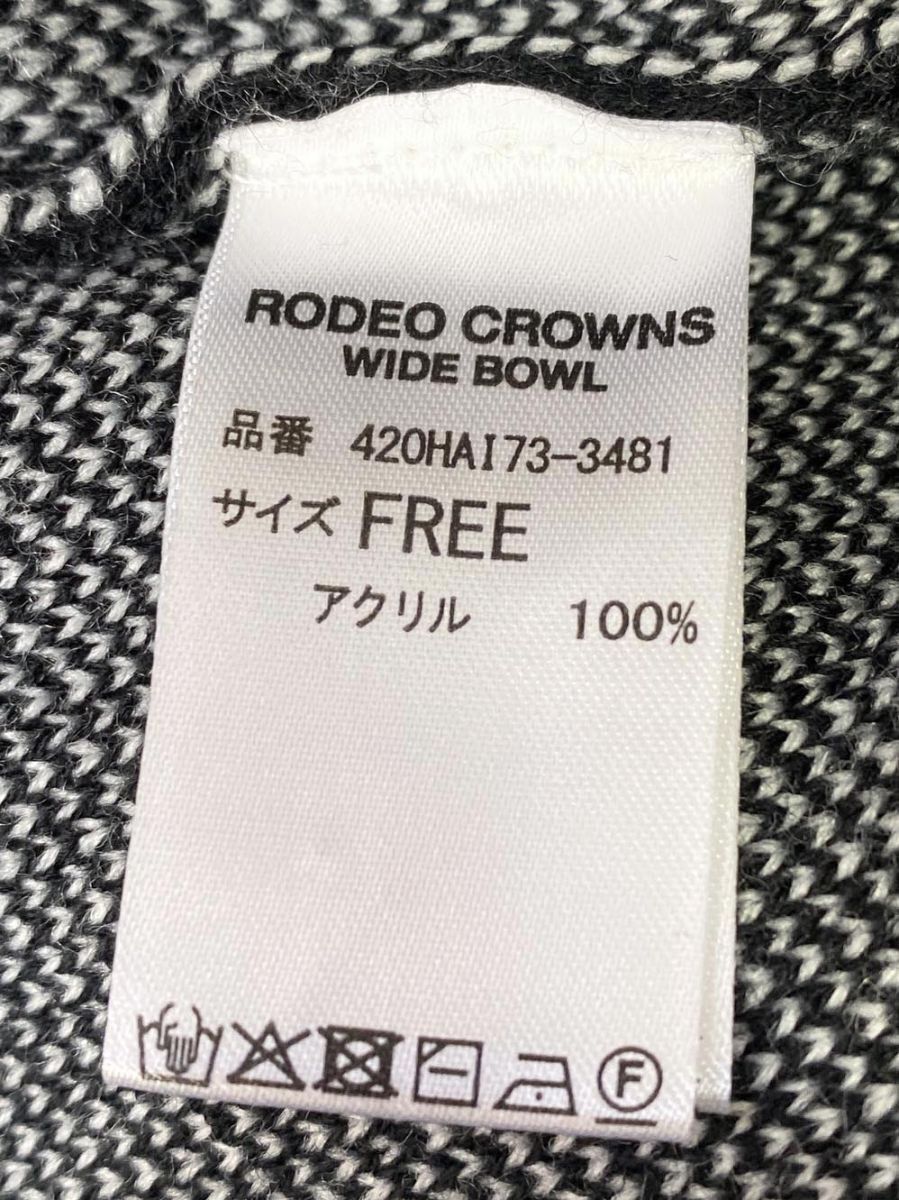 RODEO CROWNS
WIDE BOWL
品番 420HAI73-3481
サイズ FREE
アクリル 100%
F